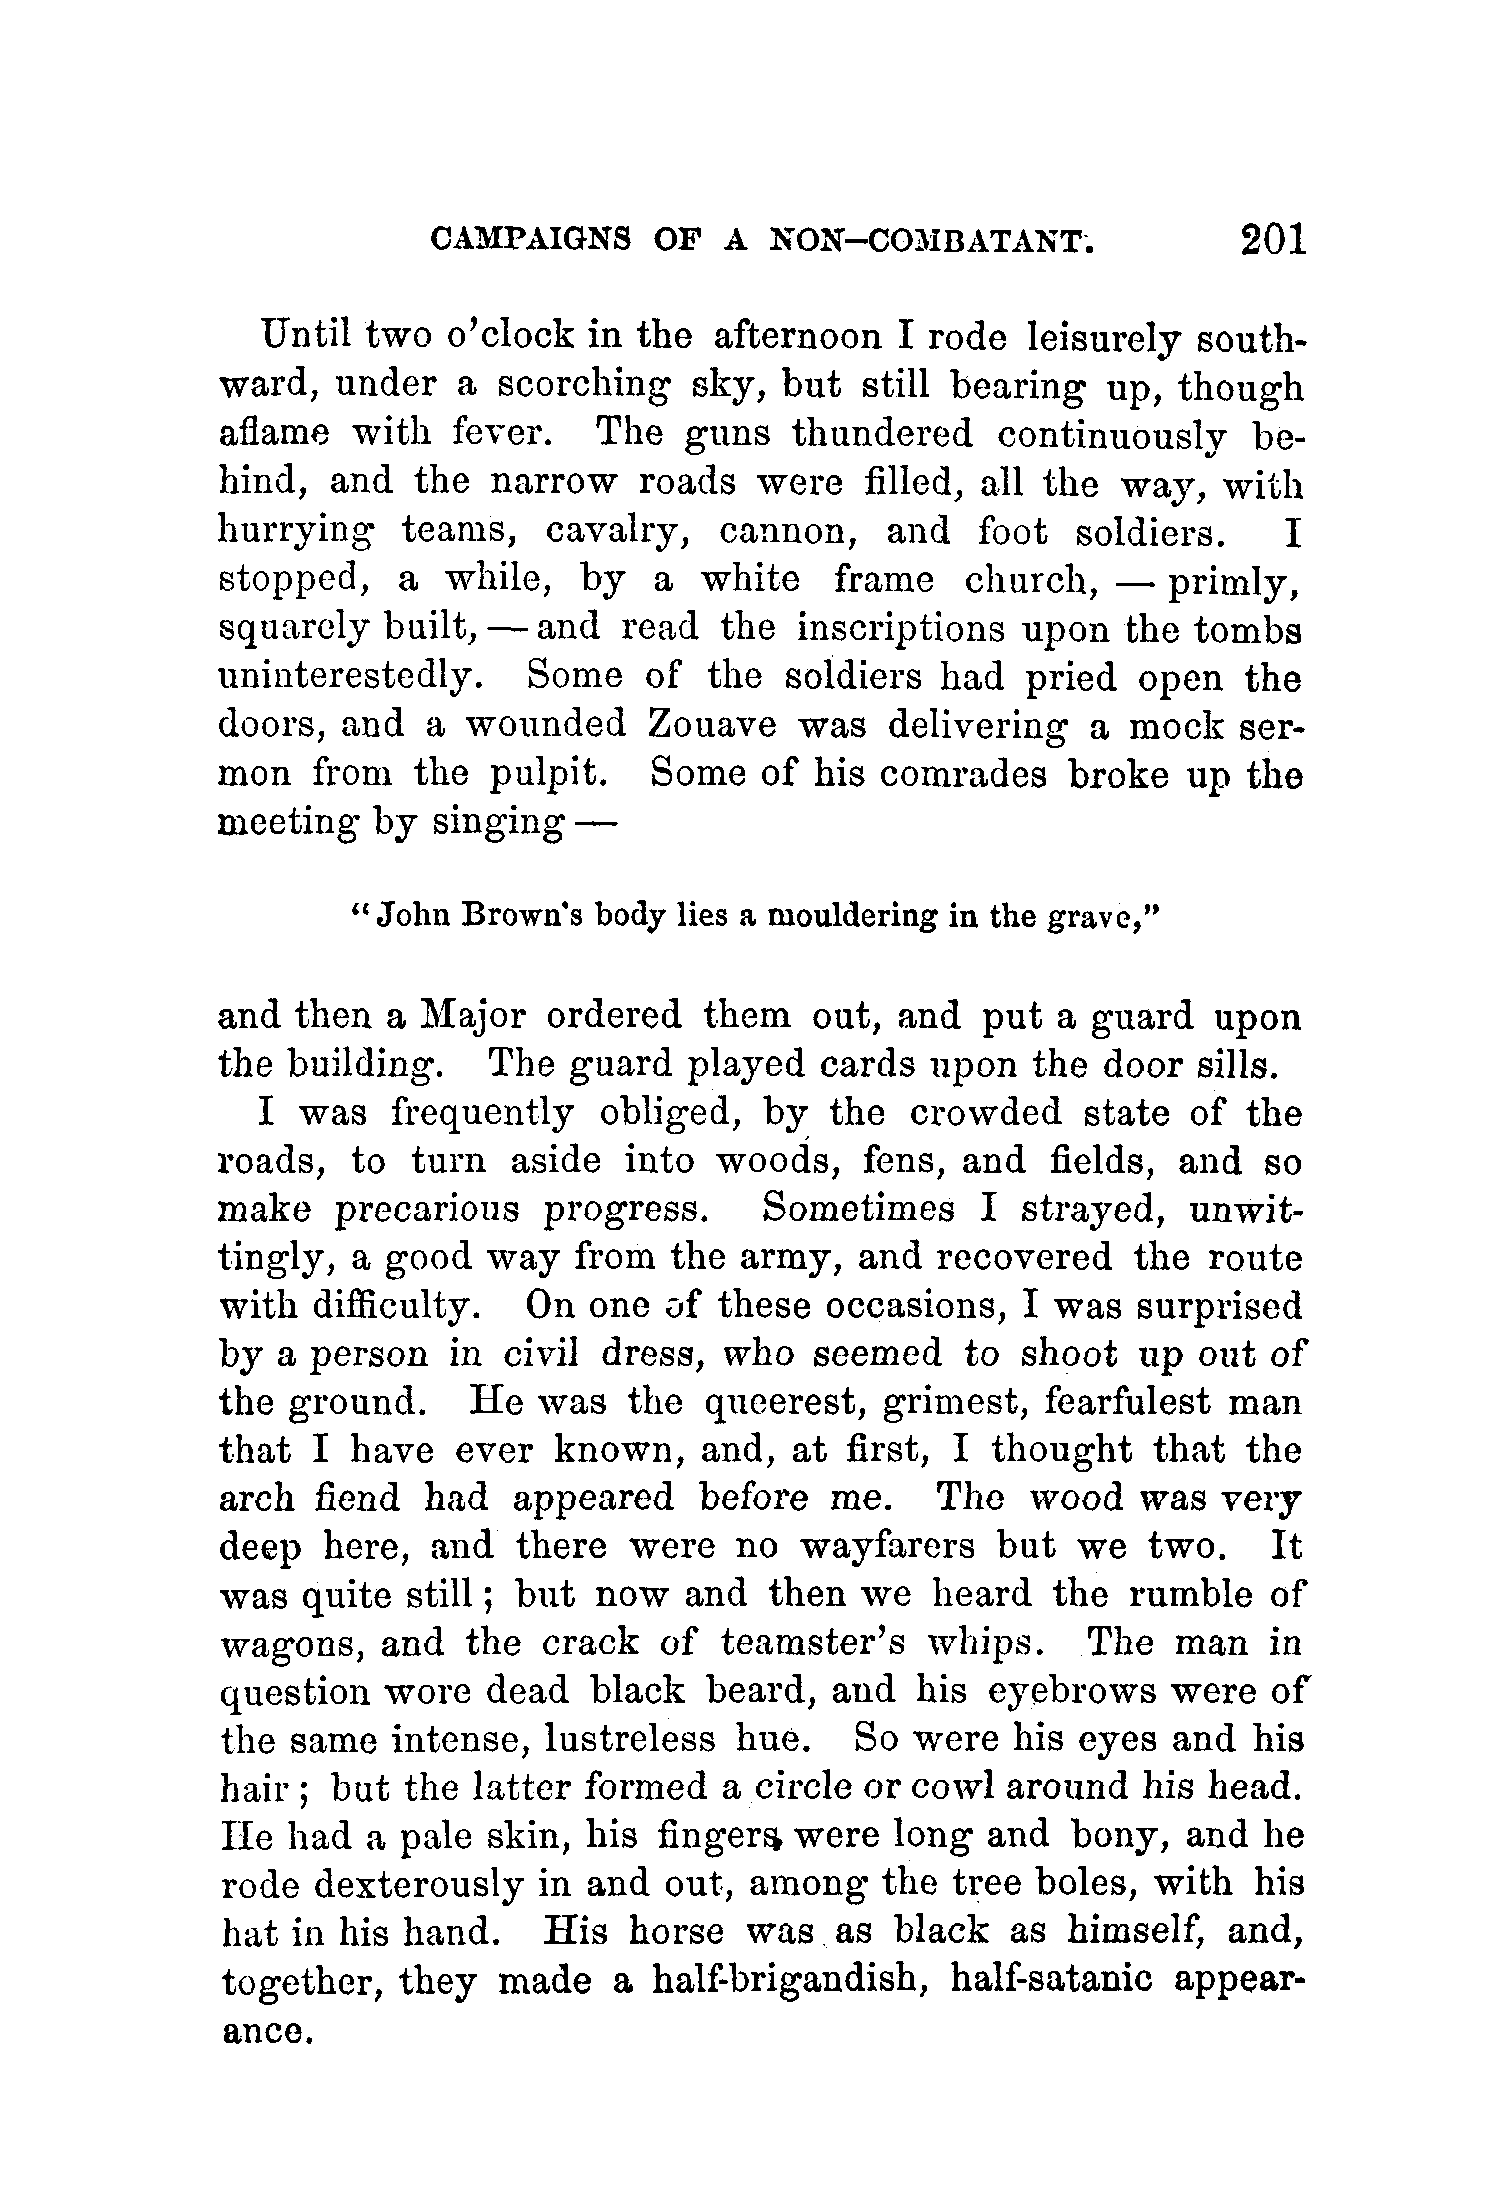 CAMPAIGNS OF A NON-COMBATANT. 201
Until two o'clock in the afternoon I rode leisurely south-
ward, under a scorching sky, but still bearing up, though
aflame with fever. The guns thundered continuously be-
hind, and the narrow roads were filled, all the way, with
hurrying teams, cavalry, cannon, and foot soldiers. I
stopped, a while, by a white frame church, — primly,
squarely built, — and read the inscriptions upon the tombs
uninterestedly. Some of the soldiers had pried open the
doors, and a wounded Zouave was delivering a mock ser-
mon from the pulpit. Some of his comrades broke up the
meeting by singing —
"John Brown's body lies a mouldering in the grave,"
and then a Major ordered them out, and put a guard upon
the building. The guard played cards upon the door sills.
I was frequently obliged, by the crowded state of the
roads, to turn aside into woods, fens, and fields, and so
make precarious progress. Sometimes I strayed, unwit-
tingly, a good way from the army, and recovered the route
with difficulty. On one of these occasions, I was surprised
by a person in civil dress, who seemed to shoot up out of
the ground. He was the queerest, grimest, fearfulest man
that I have ever known, and, at first, I thought that the
arch fiend had appeared before me. The wood was very
deep here, and there were no wayfarers but we two. It
was quite still; but now and then we heard the rumble of
wagons, and the crack of teamster's whips. The man in
question wore dead black beard, and his eyebrows were of
the same intense, lustreless hue. So were his eyes and his
hair; but the latter formed a circle or cowl around his head.
He had a pale skin, his fingers were long and bony, and he
rode dexterously in and out, among the tree boles, with his
hat in his hand. His horse was as black as himself, and,
together, they made a half-brigandish, half-satanic appear-
ance.